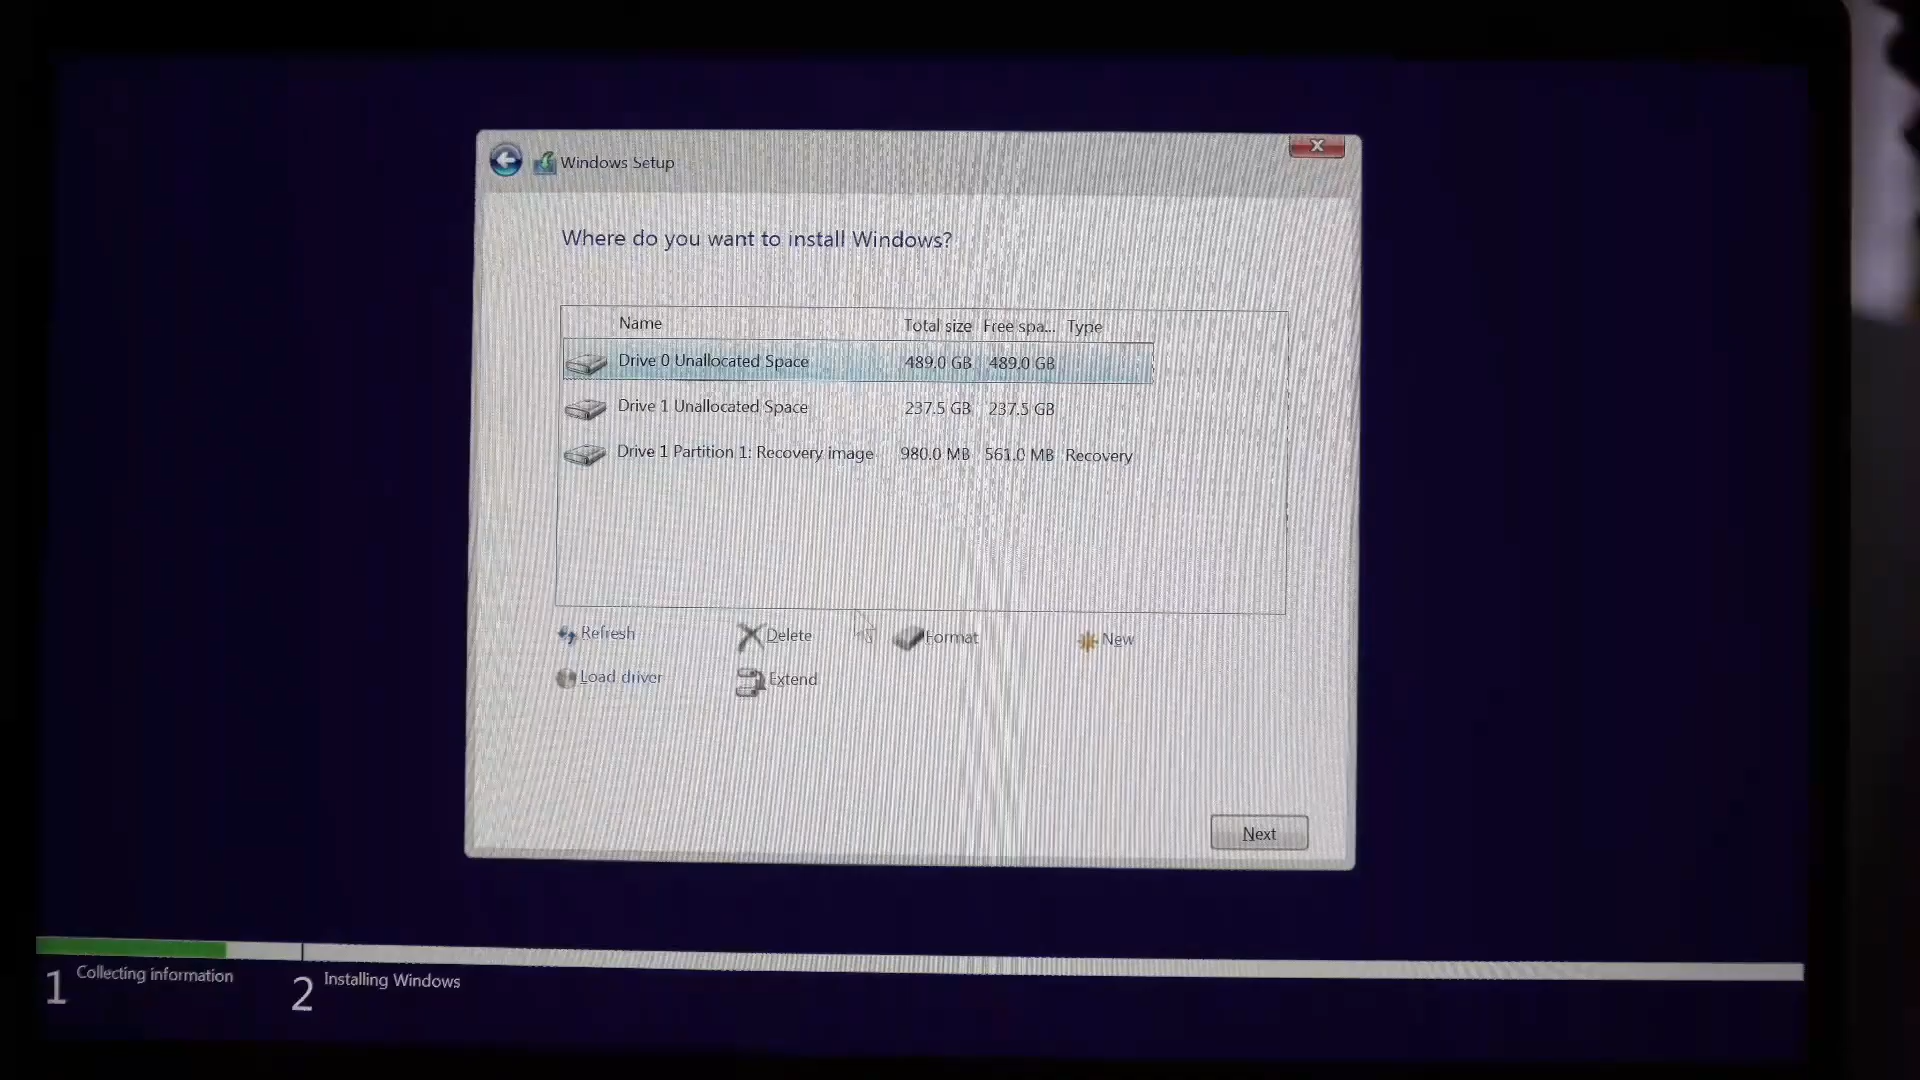 Windows Setup
X
Where do you want to install Windows?
Name Total size Free spa... Type
Drive 0 Unallocated Space 489.0 GB 489.0 GB
Drive 1 Unallocated Space 237.5 GB 237.5 GB
Drive 1 Partition 1: Recovery image 980.0 MB 561.0 MB Recovery
Refresh Delete Format New
Load driver Extend
Next
1 Collecting information 2 Installing Windows